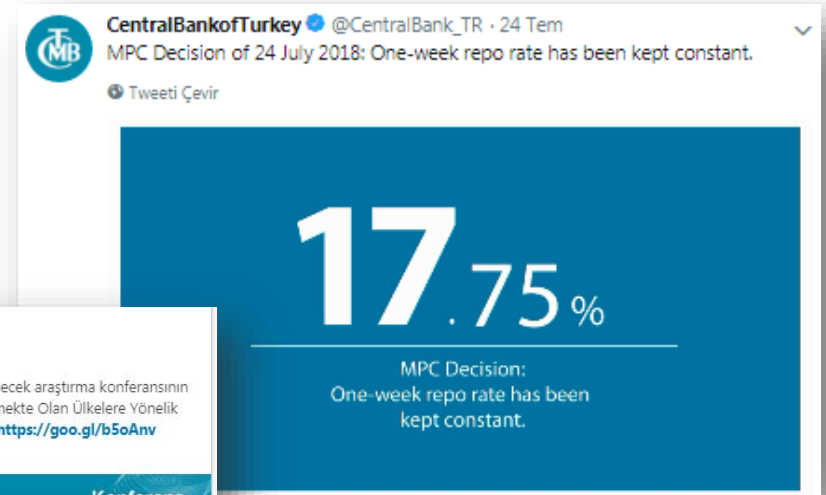 TCMB
CentralBankofTurkey @CentralBank_TR · 24 Tem
MPC Decision of 24 July 2018: One-week repo rate has been kept constant.
Tweeti Çevir
17.75%
MPC Decision:
One-week repo rate has been
kept constant.
araştırma konferansının
Olan Ülkelere Yönelik
https://goo.gl/b5oAnv